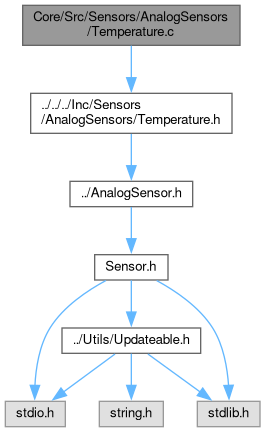 Core/Src/Sensors/AnalogSensors
/Temperature.c
../../../Inc/Sensors
/AnalogSensors/Temperature.h
../AnalogSensor.h
Sensor.h
../Utils/Updateable.h
stdio.h
string.h
stdlib.h